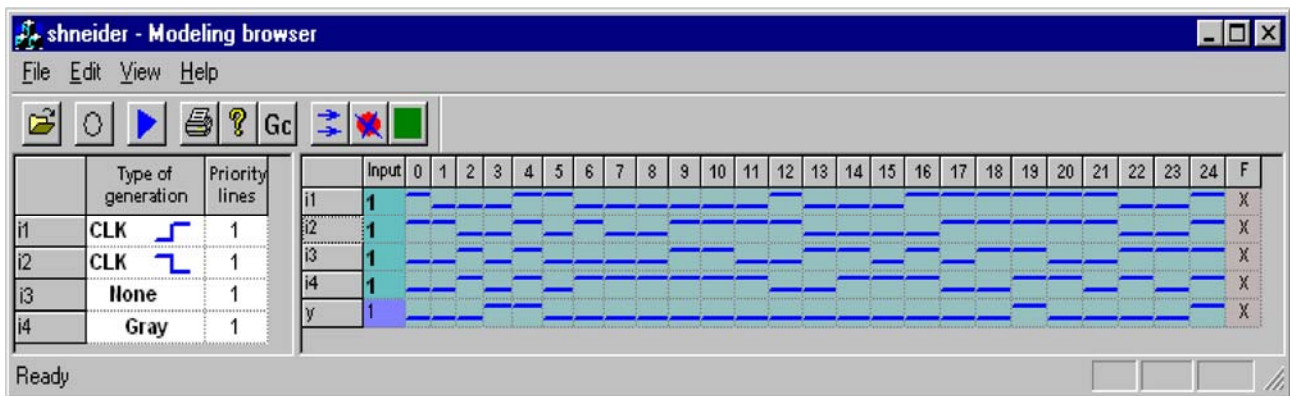 shneider - Modeling browser
File Edit View Help
Gc
Type of generation Priority lines
i1 CLK 1
i2 CLK 1
i3 None 1
i4 Gray 1
Input 0 1 2 3 4 5 6 7 8 9 10 11 12 13 14 15 16 17 18 19 20 21 22 23 24 F
i1 1 X
i2 1 X
i3 1 X
i4 1 X
y 1 X
Ready